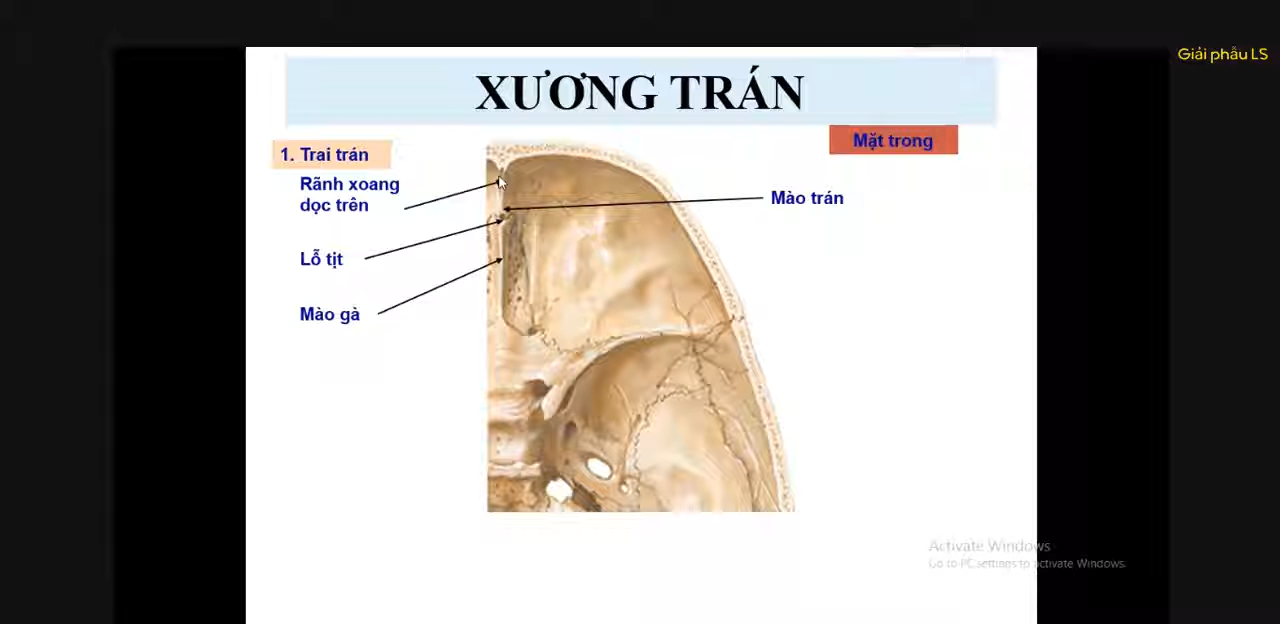 Giải phẫu LS
XƯƠNG TRÁN
Mặt trong
1. Trai trán
Rãnh xoang
dọc trên
Mào trán
Lỗ tịt
Mào gà
Activate Windows
Go to PC settings to activate Windows.